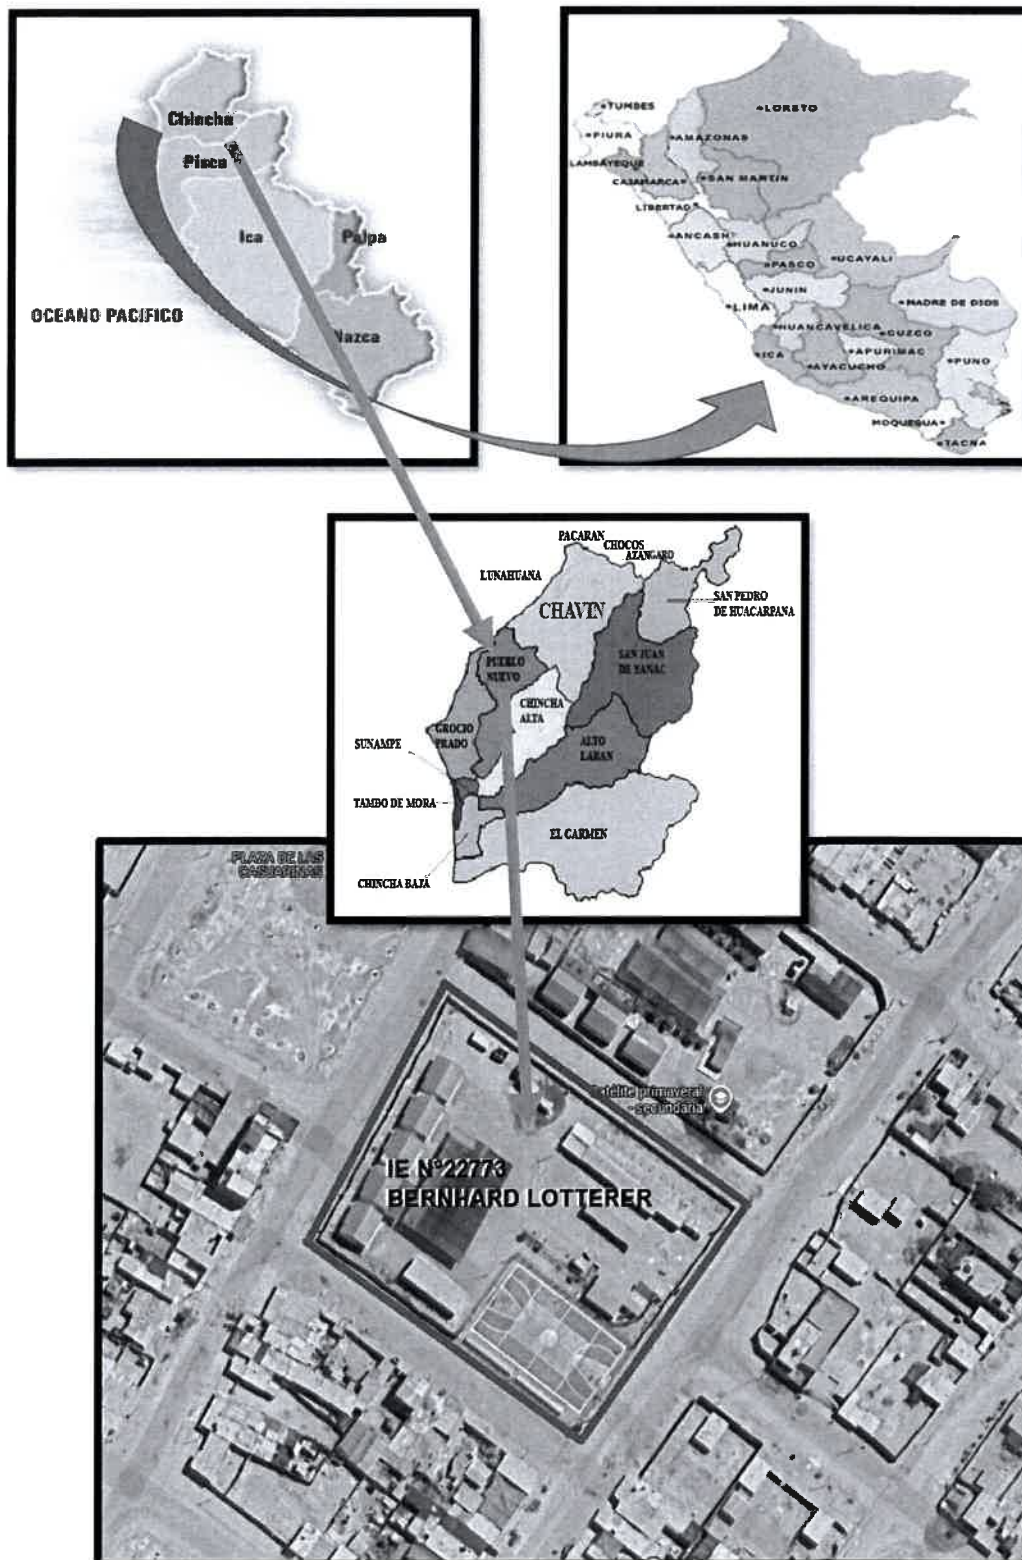 Chincha
Pisco
Ica
Palpa
Nazca
OCEANO PACIFICO
TUMBES
LORETO
PIURA
AMAZONAS
LAMBAYEQUE
CAJAMARCA
SAN MARTIN
LIBERTAD
ANCASH
HUANUCO
UCAYALI
PASCO
JUNIN
LIMA
MADRE DE DIOS
HUANCAVELICA
CUZCO
ICA
APURIMAC
PUNO
AYACUCHO
AREQUIPA
MOQUEGUA
TACNA
PACARAN
CHOCOS
AZANGARO
LUNAHUANA
CHAVIN
SAN PEDRO
DE HUACARPANA
PUEBLO
NUEVO
SAN JUAN
DE YANAC
CHINCHA
ALTA
GROCIO
PRADO
SUNAMPE
ALTO
LARAN
TAMBO DE MORA
EL CARMEN
CHINCHA BAJA
PLAZA DE LAS
CASUARINAS
Satélite primaveral
- secundaria
IE N°22773
BERNHARD LOTTERER